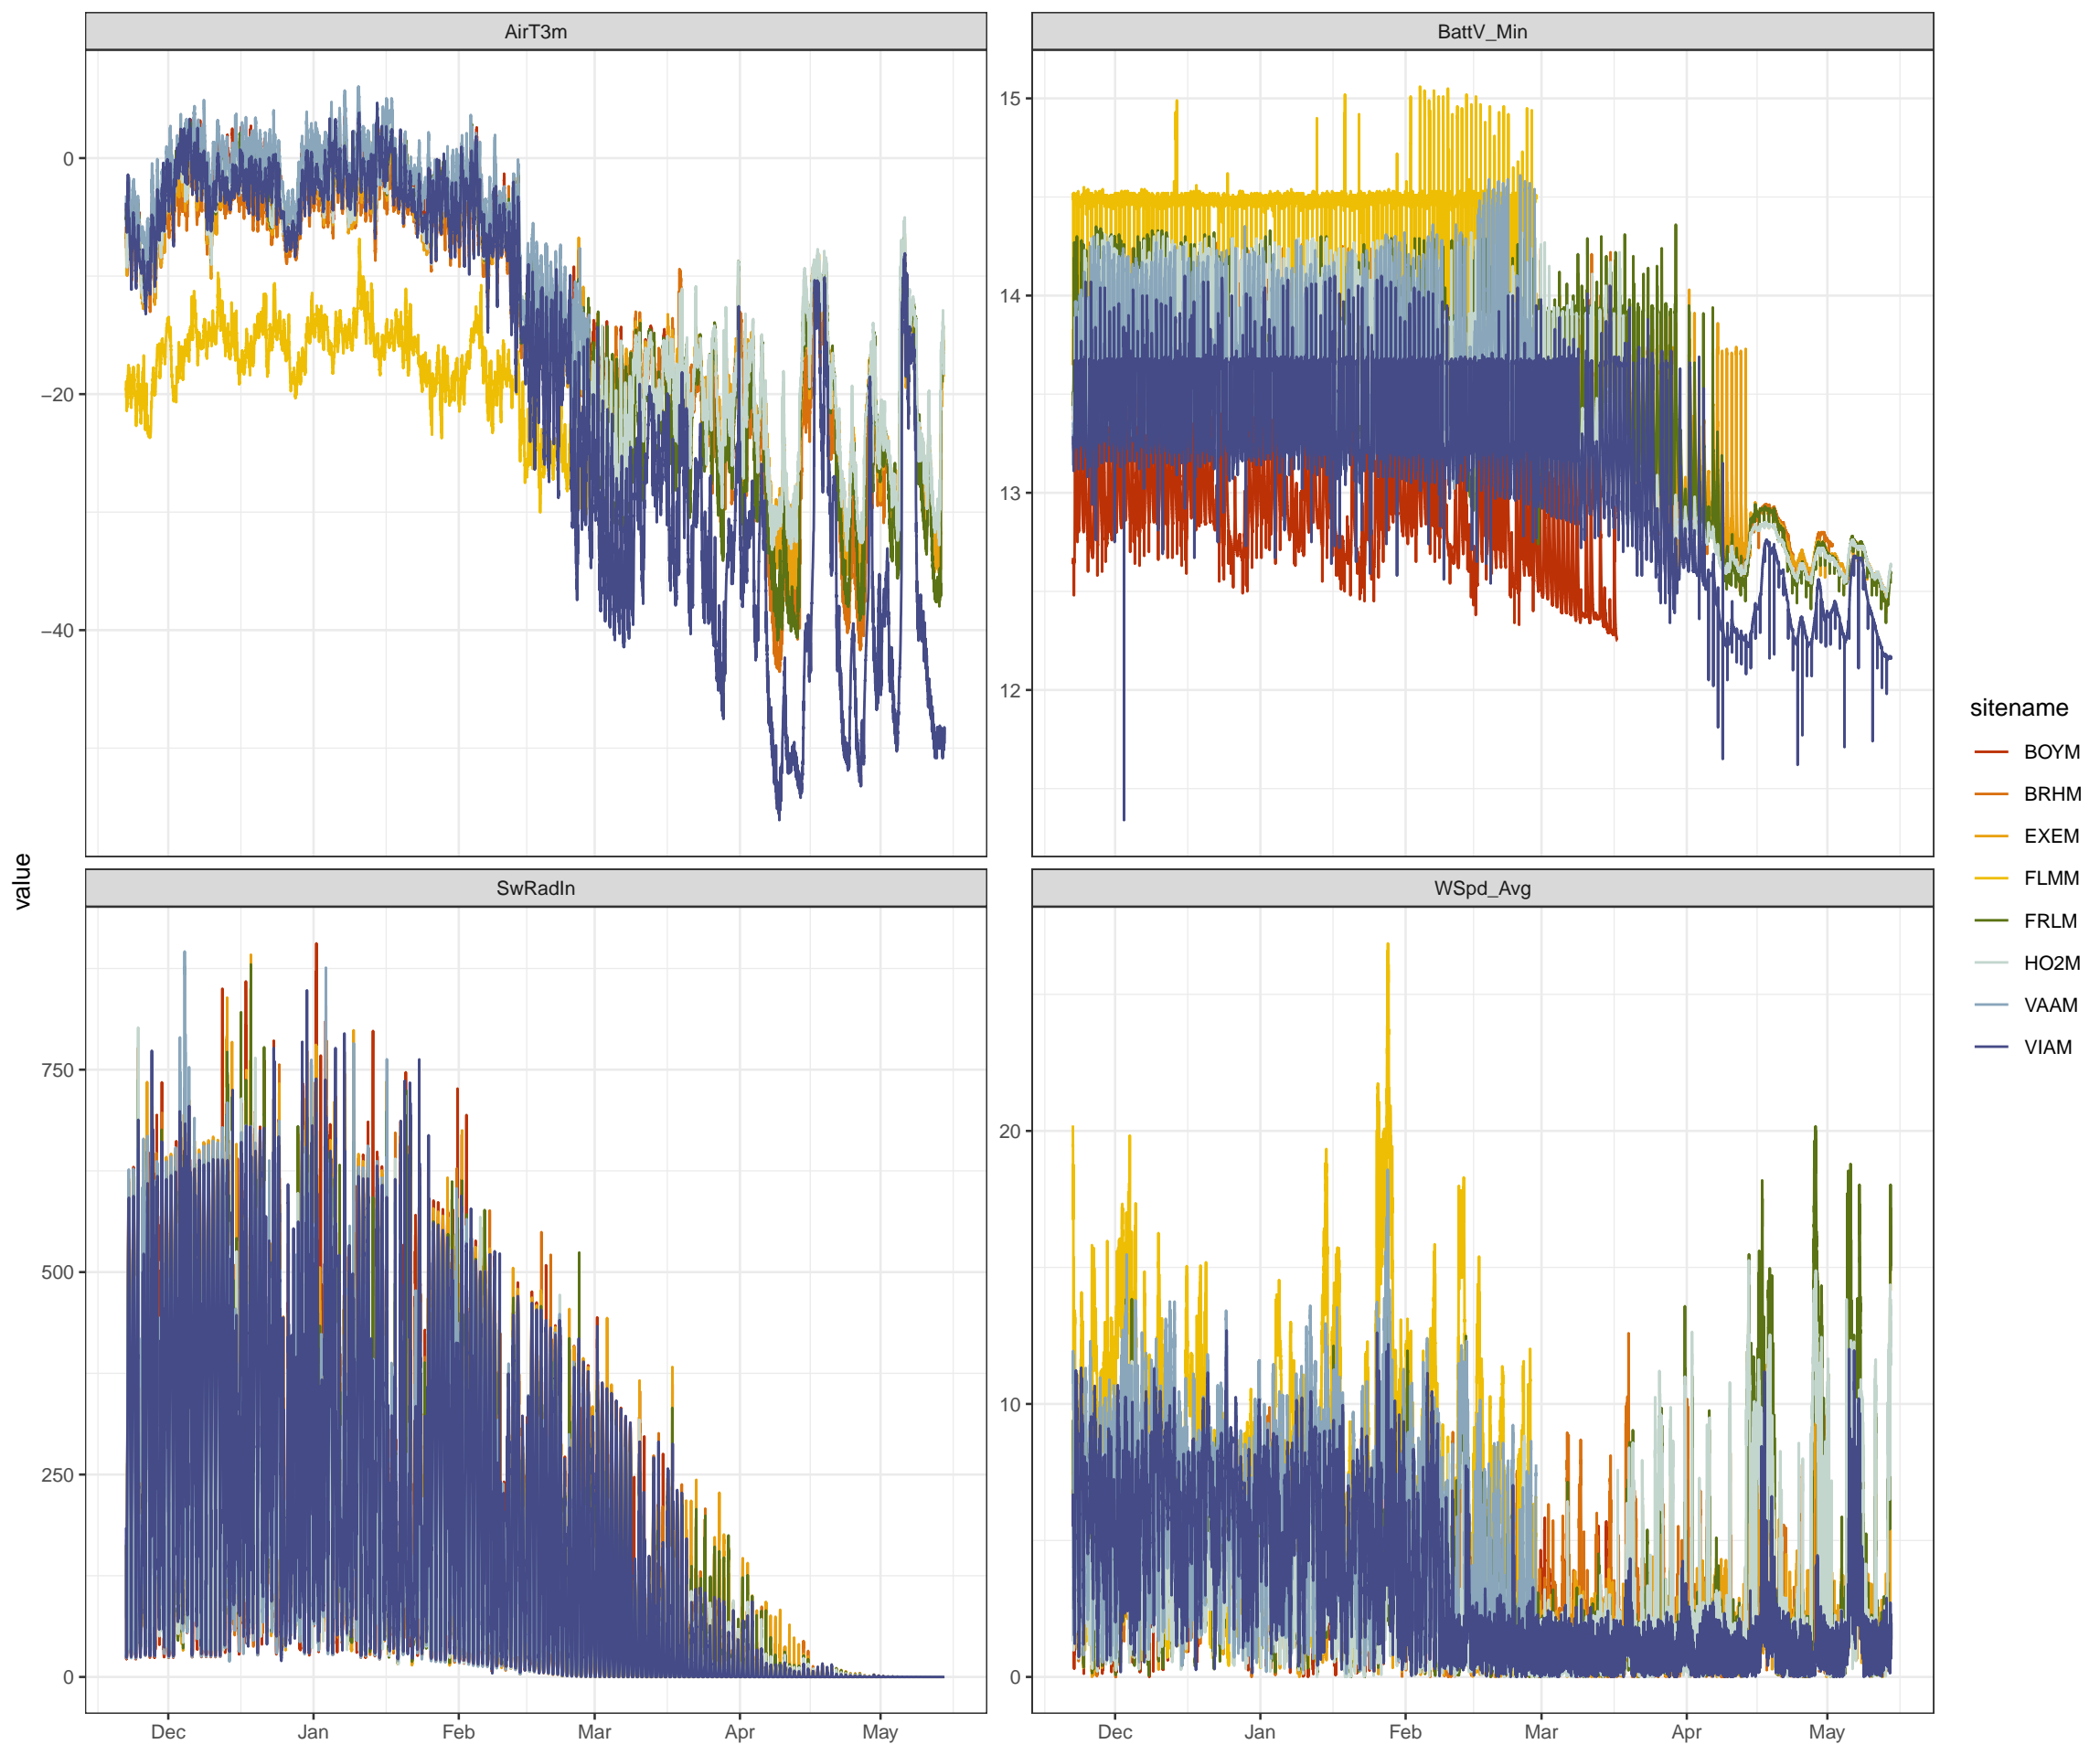 AirT3m
BattV_Min
0
−20
−40
15
14
13
12
value
SwRadIn
WSpd_Avg
750
500
250
0
20
10
0
Dec Jan Feb Mar Apr May
Dec Jan Feb Mar Apr May
sitename
BOYM
BRHM
EXEM
FLMM
FRLM
HO2M
VAAM
VIAM